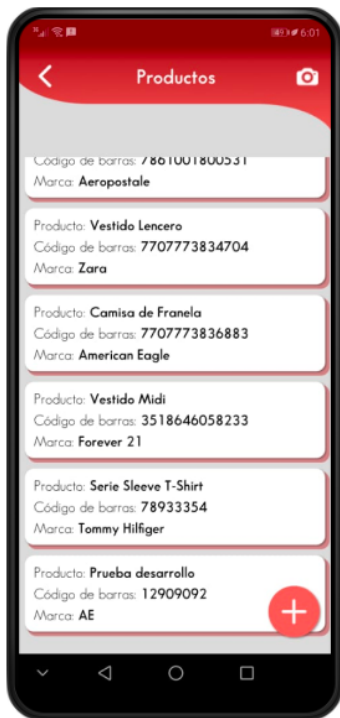 6:01
Productos
Código de barras: 7861001800531
Marca: Aeropostale
Producto: Vestido Lencero
Código de barras: 7707773834704
Marca: Zara
Producto: Camisa de Franela
Código de barras: 7707773836883
Marca: American Eagle
Producto: Vestido Midi
Código de barras: 3518646058233
Marca: Forever 21
Producto: Serie Sleeve T-Shirt
Código de barras: 78933354
Marca: Tommy Hilfiger
Producto: Prueba desarrollo
Código de barras: 12909092
Marca: AE